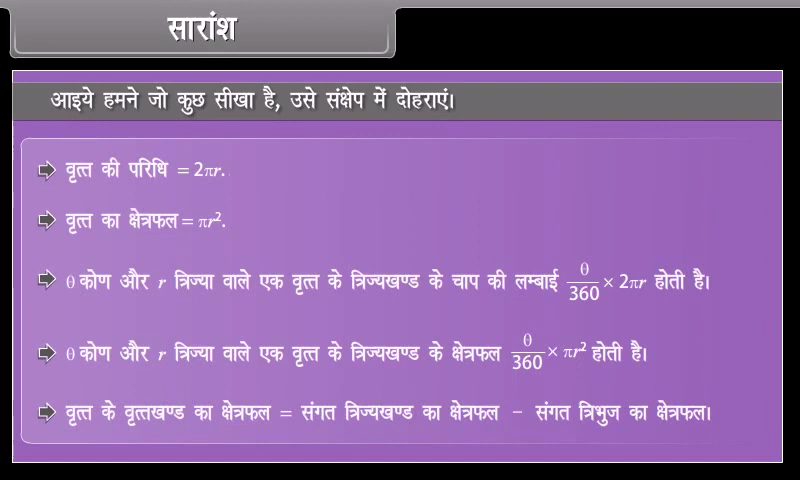 सारांश
आइये हमने जो कुछ सीखा है, उसे संक्षेप में दोहराएं।
वृत्त की परिधि = 2πr.
वृत्त का क्षेत्रफल = πr².
θ कोण और r त्रिज्या वाले एक वृत्त के त्रिज्यखण्ड के चाप की लम्बाई θ/360 × 2πr होती है।
θ कोण और r त्रिज्या वाले एक वृत्त के त्रिज्यखण्ड के क्षेत्रफल θ/360 × πr² होती है।
वृत्त के वृत्तखण्ड का क्षेत्रफल = संगत त्रिज्यखण्ड का क्षेत्रफल – संगत त्रिभुज का क्षेत्रफल।